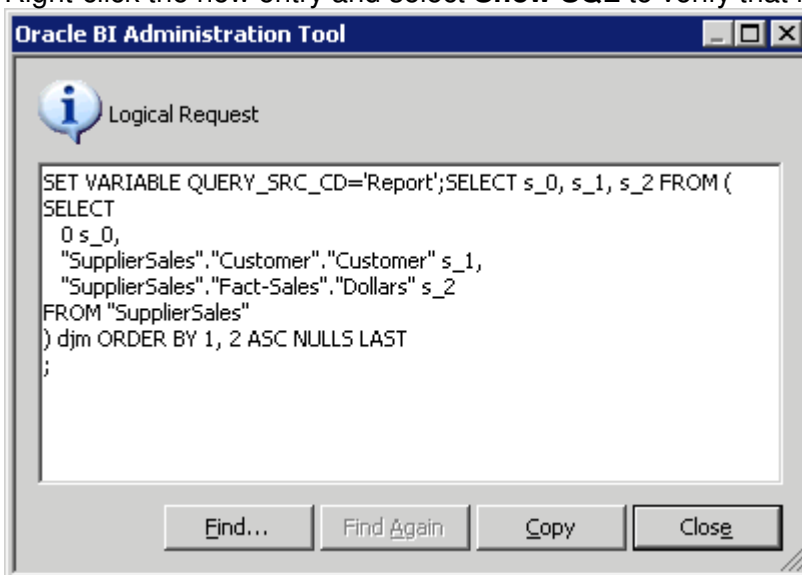 Right-click the new entry and select Show SQL to verify that
Oracle BI Administration Tool
Logical Request
SET VARIABLE QUERY_SRC_CD='Report';SELECT s_0, s_1, s_2 FROM (
SELECT
0 s_0,
"SupplierSales"."Customer"."Customer" s_1,
"SupplierSales"."Fact-Sales"."Dollars" s_2
FROM "SupplierSales"
) djm ORDER BY 1, 2 ASC NULLS LAST
;
Find... Find Again Copy Close